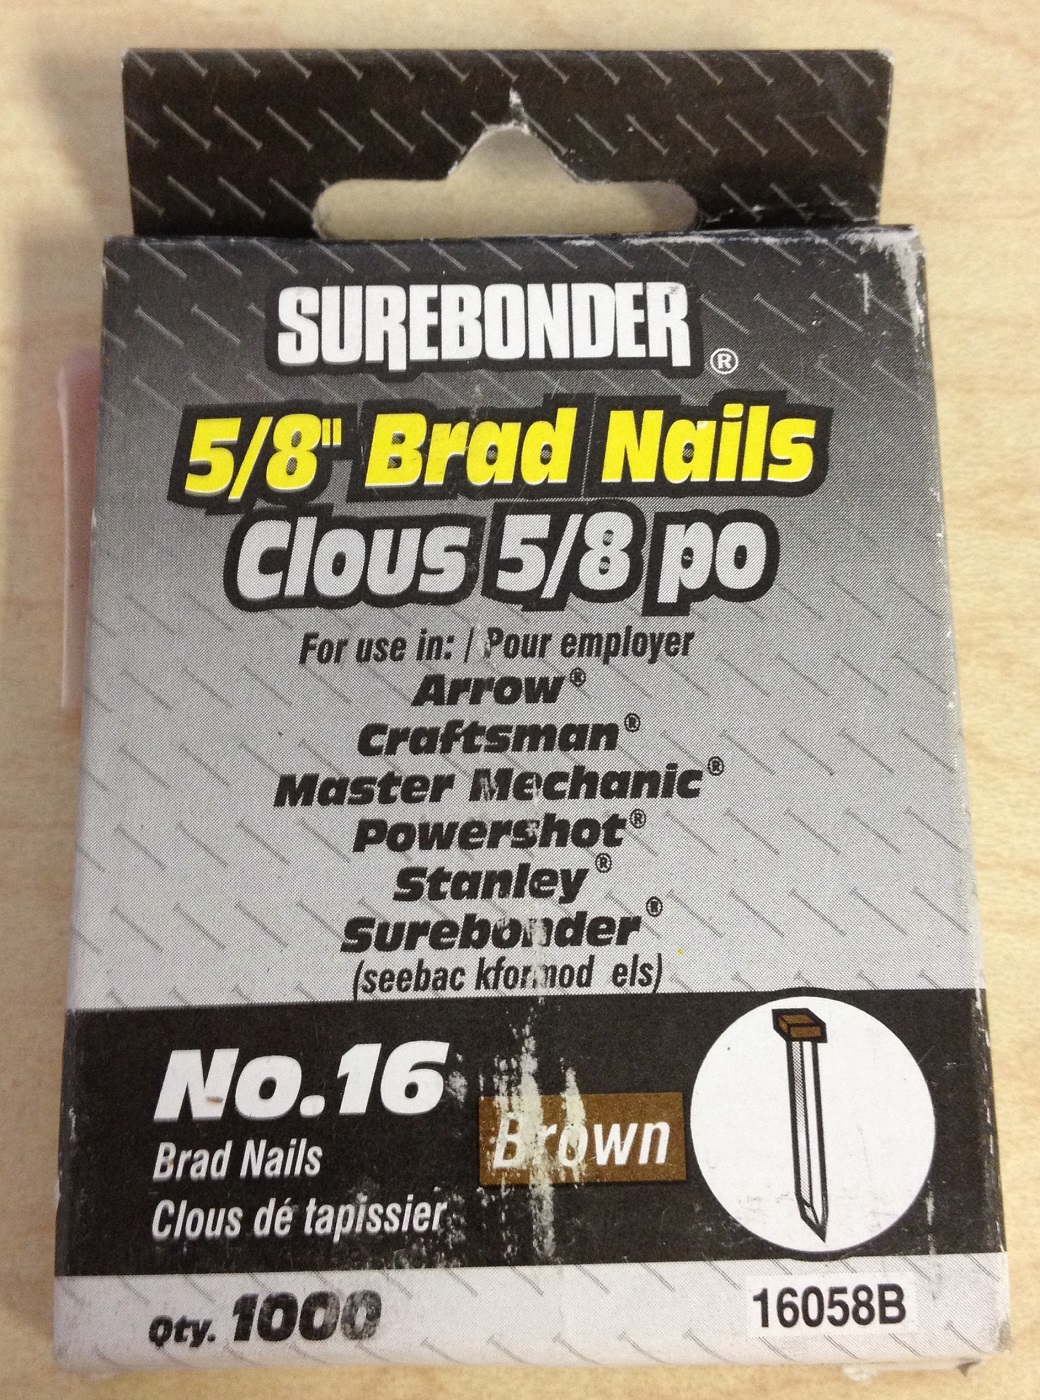 SUREBONDER®
5/8" Brad Nails
Clous 5/8 po
For use in: / Pour employer
Arrow®
Craftsman®
Master Mechanic®
Powershot®
Stanley®
Surebonder®
(seebac kformod els)
No.16
Brad Nails
Clous dé tapissier
Brown
Qty. 1000
16058B